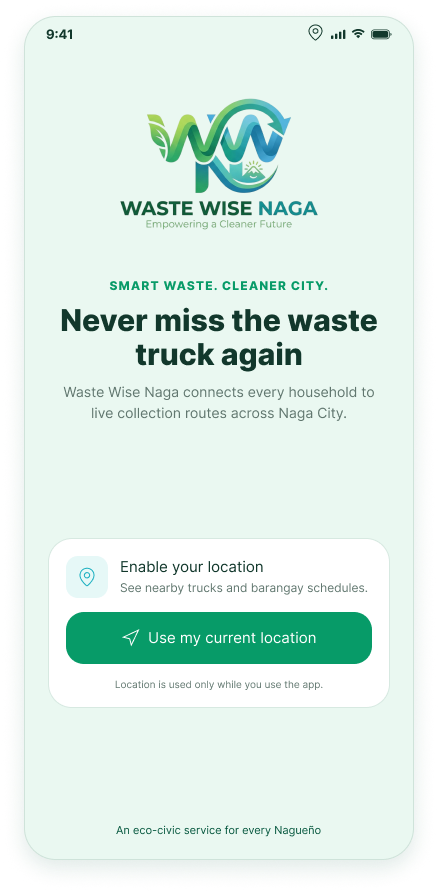 9:41
WASTE WISE NAGA
Empowering a Cleaner Future
SMART WASTE. CLEANER CITY.
Never miss the waste
truck again
Waste Wise Naga connects every household to
live collection routes across Naga City.
Enable your location
See nearby trucks and barangay schedules.
Use my current location
Location is used only while you use the app.
An eco-civic service for every Nagueño